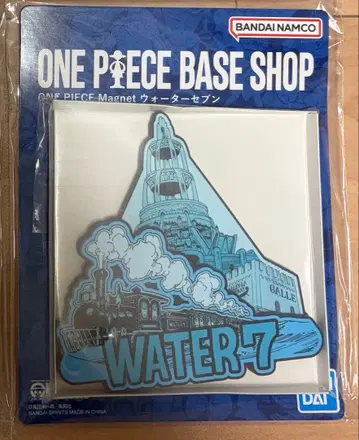 BANDAI NAMCO
ONE PIECE BASE SHOP
ONE PIECE Magnet ウォーターセブン
GALLE
WATER 7
BANDAI SPIRITS MADE IN CHINA